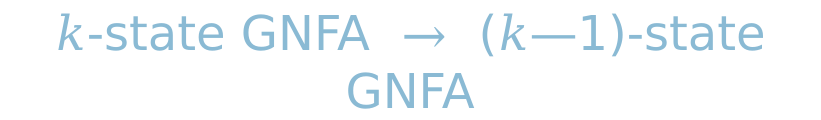 k-state GNFA → (k—1)-state
GNFA